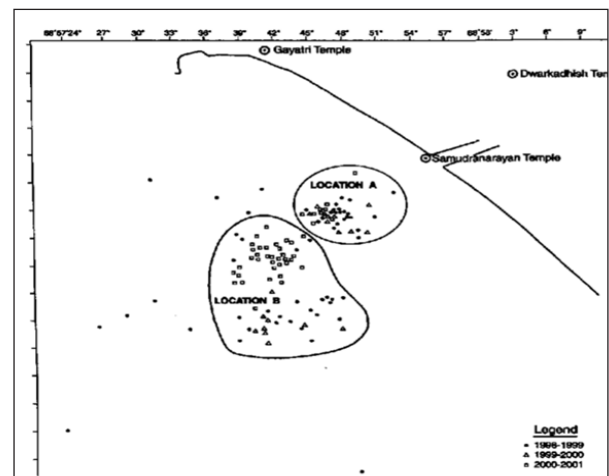 68°57'24" 27" 30" 33" 36" 39" 42" 45" 48" 51" 54" 57" 68°58' 3" 6" 9"
Gayatri Temple
Dwarkadhish
Samudranarayan Temple
LOCATION A
LOCATION B
Legend
1998-1999
1999-2000
2000-2001